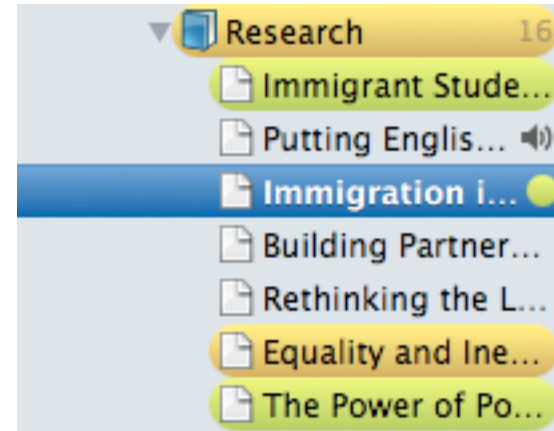 Research 16
Immigrant Stude...
Putting Englis...
Immigration i...
Building Partner...
Rethinking the L...
Equality and Ine...
The Power of Po...